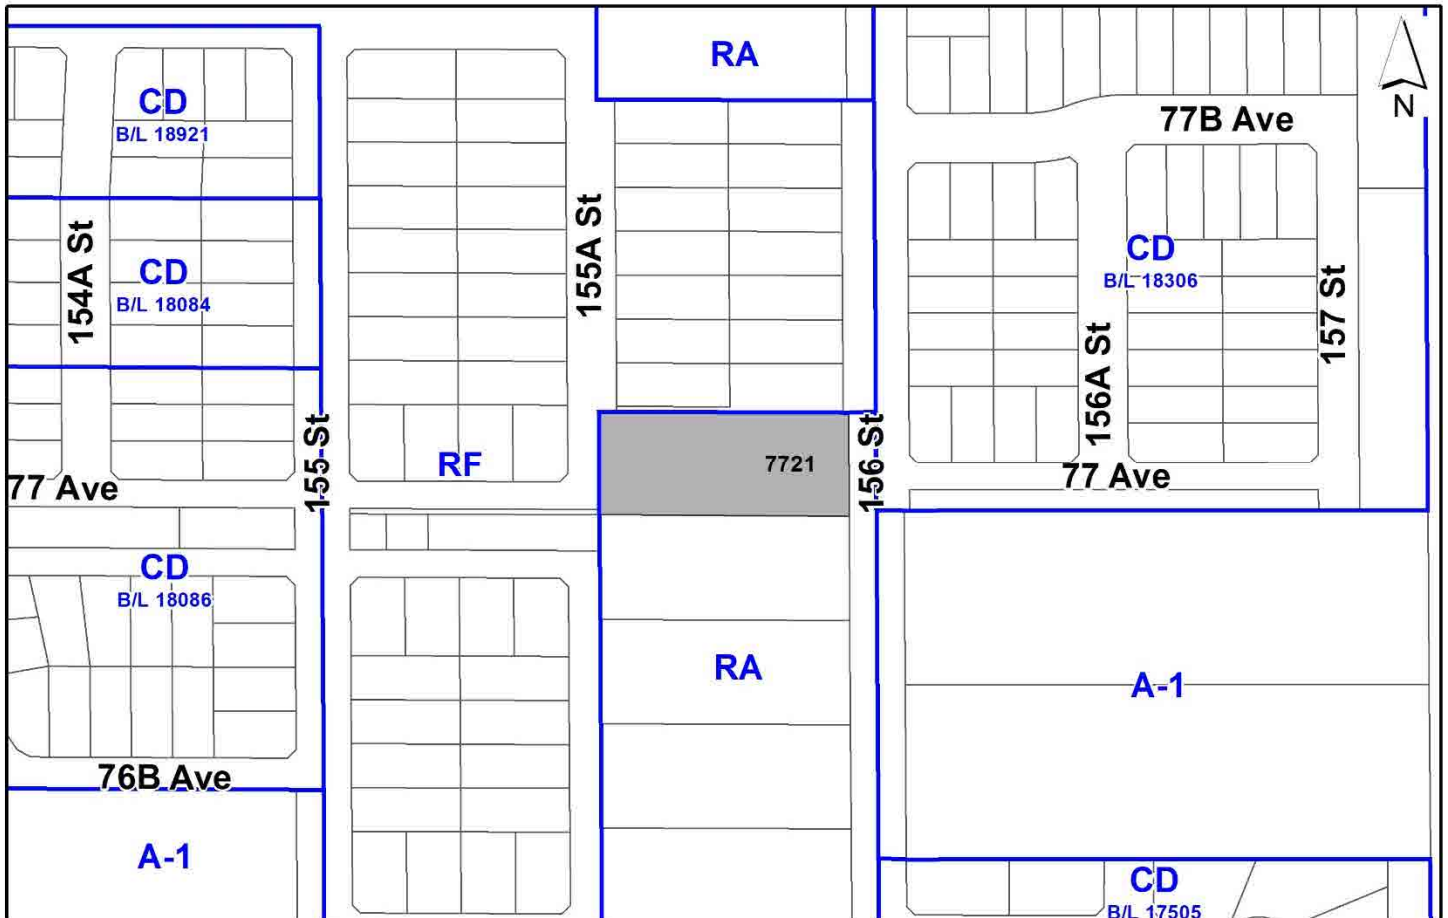 RA
CD
B/L 18921
N
77B Ave
154A St
CD
B/L 18084
155A St
CD
B/L 18306
157 St
156A St
155 St
RF
7721
156 St
77 Ave
77 Ave
CD
B/L 18086
RA
A-1
76B Ave
A-1
CD
B/L 17505